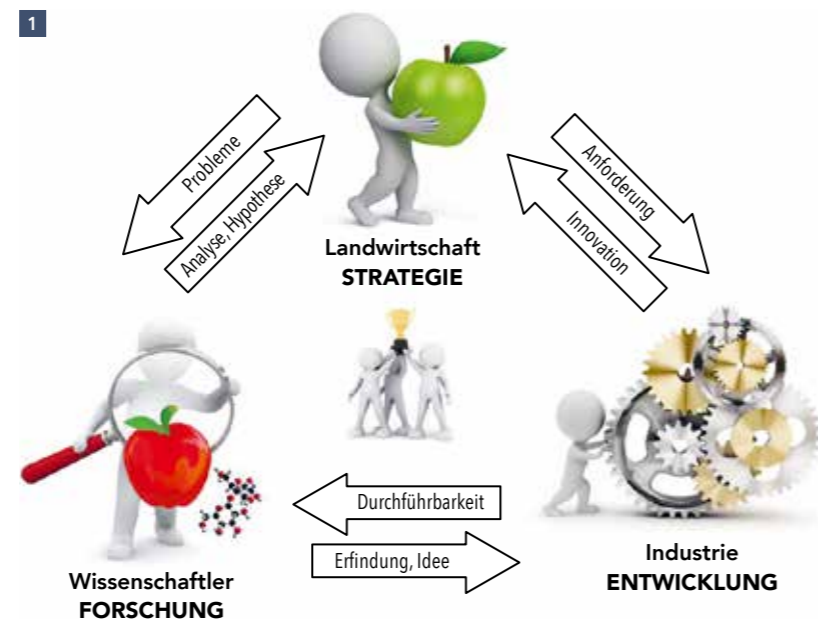 1
Probleme
Analyse, Hypothese
Anforderung
Innovation
Landwirtschaft
STRATEGIE
Durchführbarkeit
Erfindung, Idee
Wissenschaftler
FORSCHUNG
Industrie
ENTWICKLUNG